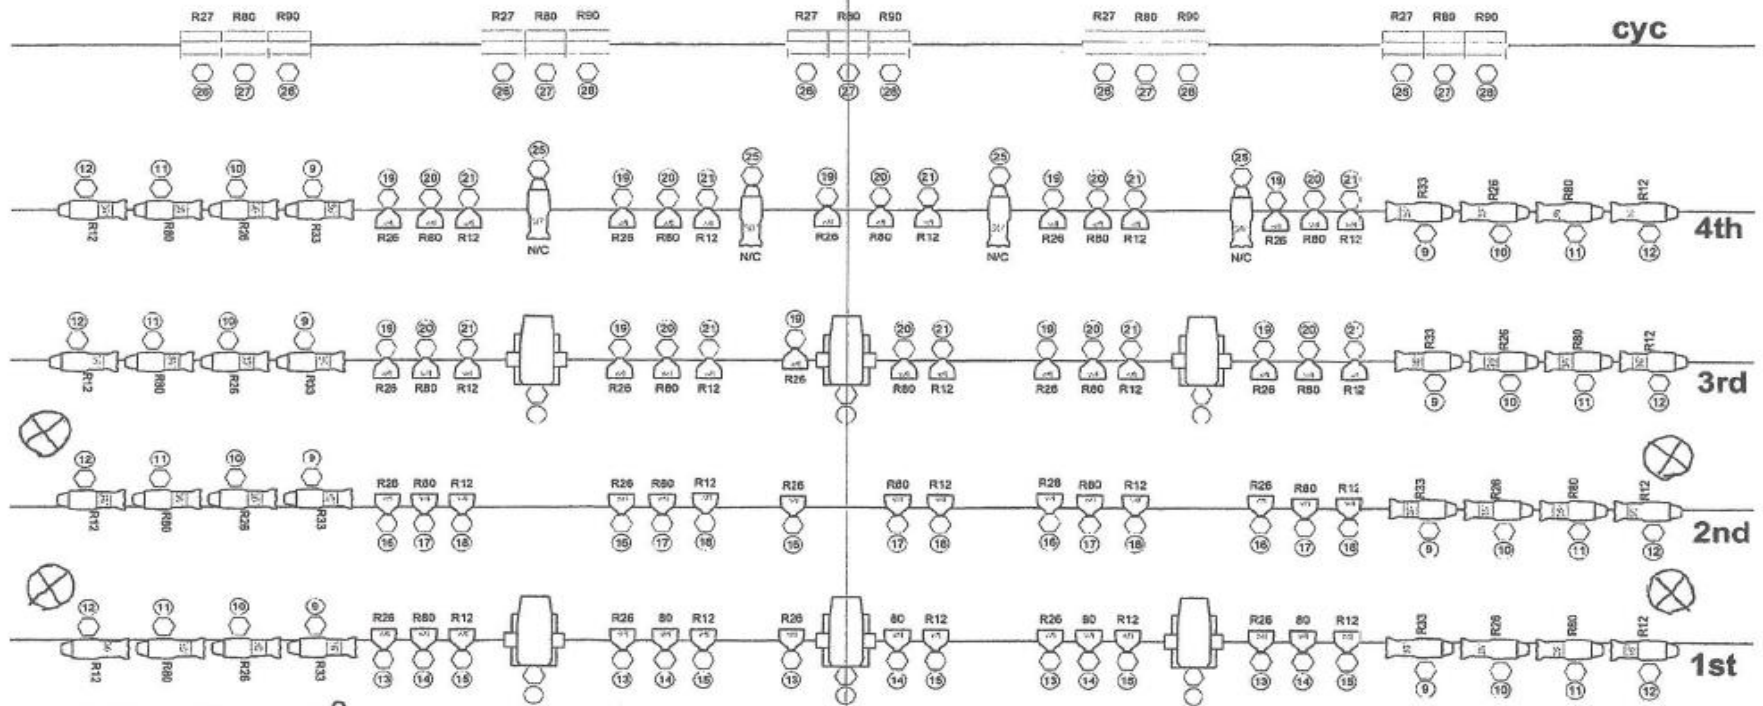 R27 R80 R90 R27 R80 R90 R27 R80 R90 R27 R80 R90 R27 R80 R90
cyc
26 27 28 26 27 28 26 27 28 26 27 28 26 27 28
12 11 10 9 19 20 21 25 19 20 21 25 19 20 21 25 19 20 21 25 19 20 21 R33 R26 R80 R12
R12 R80 R26 R33 R26 R80 R12 N/C R26 R80 R12 N/C R26 R80 R12 N/C R26 R80 R12 N/C R26 R80 R12 9 10 11 12
4th
12 11 10 9 19 20 21 19 20 21 19 20 21 19 20 21 19 20 21 R33 R26 R80 R12
R12 R80 R26 R33 R26 R80 R12 R26 R80 R12 R26 R80 R12 R26 R80 R12 R26 R80 R12 9 10 11 12
3rd
12 11 10 9 R26 R80 R12 R26 R80 R12 R26 R80 R12 R26 R80 R12 R26 R80 R12 R33 R26 R80 R12
R12 R80 R26 R33 16 17 18 16 17 18 16 17 18 16 17 18 16 17 18 9 10 11 12
2nd
12 11 10 9 R26 R80 R12 R26 80 R12 R26 80 R12 R26 80 R12 R26 80 R12 R33 R26 R80 R12
R12 R80 R26 R33 13 14 15 13 14 15 13 14 15 13 14 15 13 14 15 9 10 11 12
1st